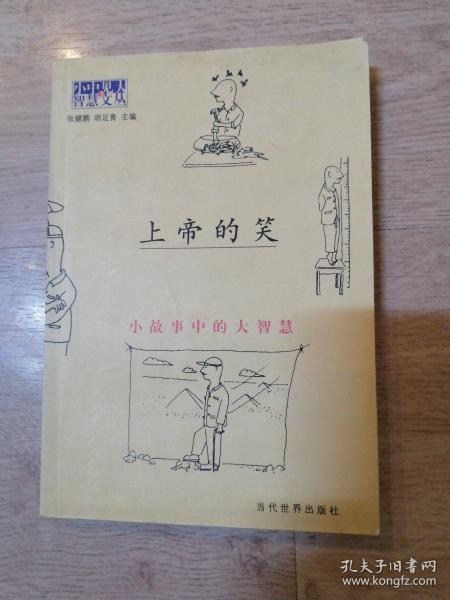 小中见大
智慧文丛
张健鹏 胡足青 主编
上帝的笑
小故事中的大智慧
当代世界出版社
孔夫子旧书网
www.kongfz.com